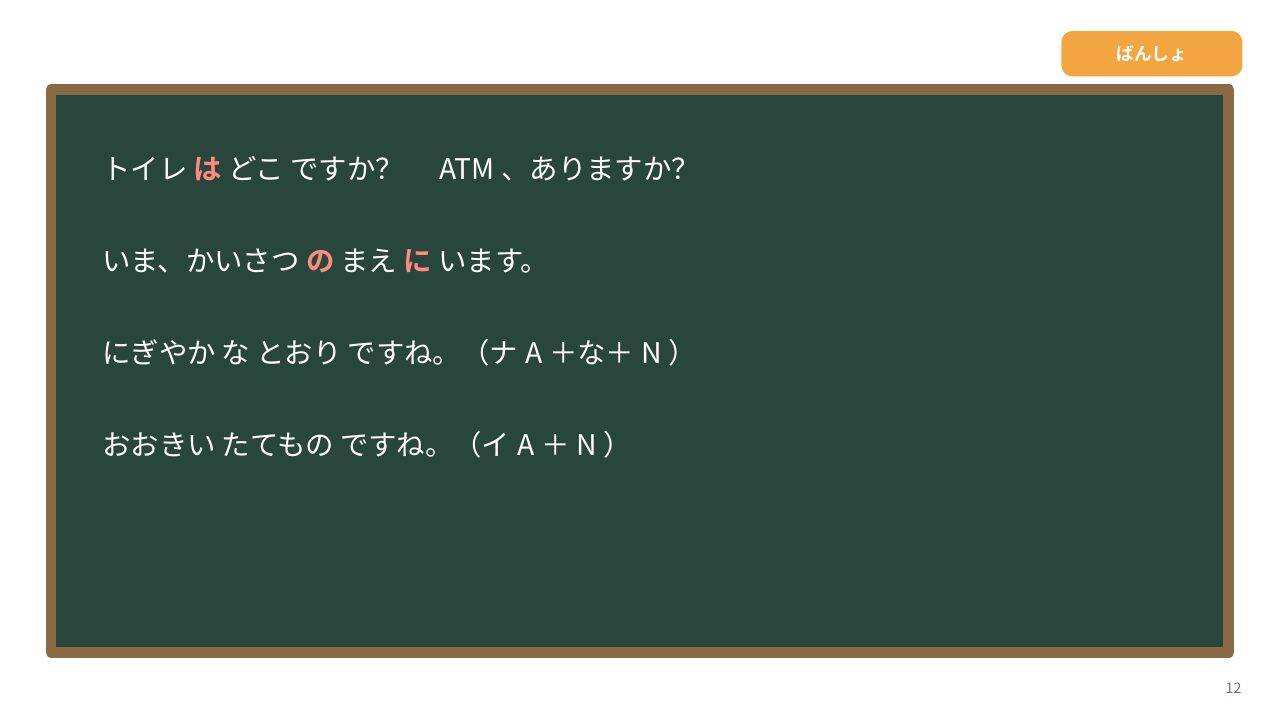 ばんしょ
トイレ は どこ ですか?　ATM 、ありますか?
いま、かいさつ の まえ に います。
にぎやか な とおり ですね。（ナ A ＋な＋ N ）
おおきい たてもの ですね。（イ A ＋ N ）
12